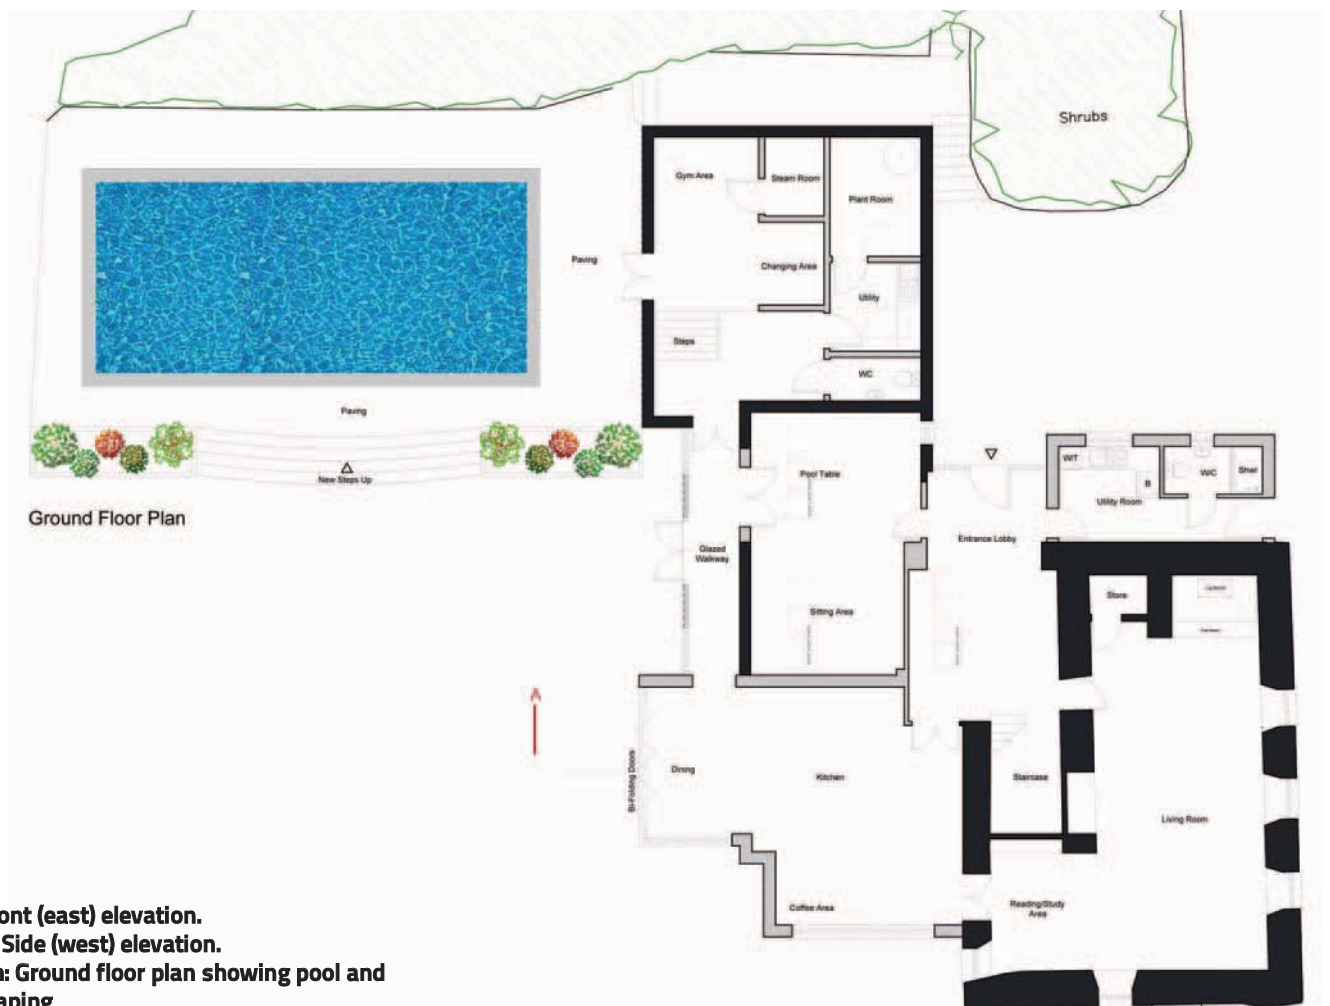 Shrubs
Gym Area
Steam Room
Plant Room
Paving
Changing Area
Utility
Steps
WC
Paving
New Steps Up
Ground Floor Plan
Pool Table
WIT
B
W/C
Shwr
Utility Room
Entrance Lobby
Glazed
Walkway
Store
Sitting Area
A
Dining
Bi-Folding Doors
Kitchen
Staircase
Living Room
Coffee Area
Reading/Study
Area
ont (east) elevation.
Side (west) elevation.
: Ground floor plan showing pool and
aping